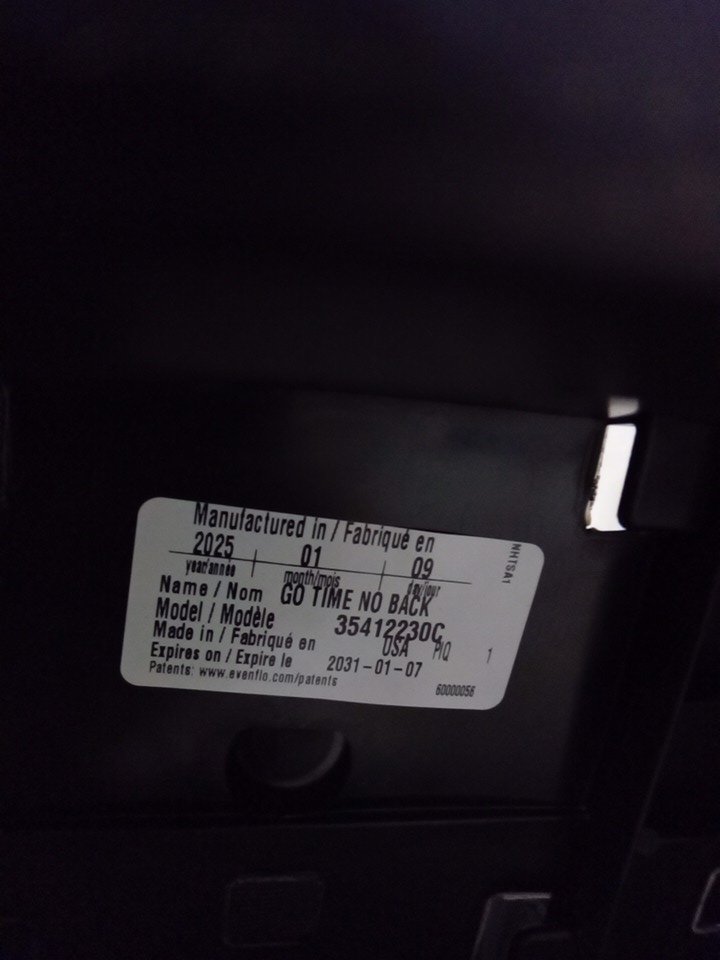 Manufactured in / Fabriqué en
2025 01 09
year/année month/mois day/jour
Name / Nom GO TIME NO BACK
Model / Modèle 35412230C
Made in / Fabriqué en USA PIQ 1
Expires on / Expire le 2031-01-07
Patents: www.evenflo.com/patents
60000056
NHTSA1